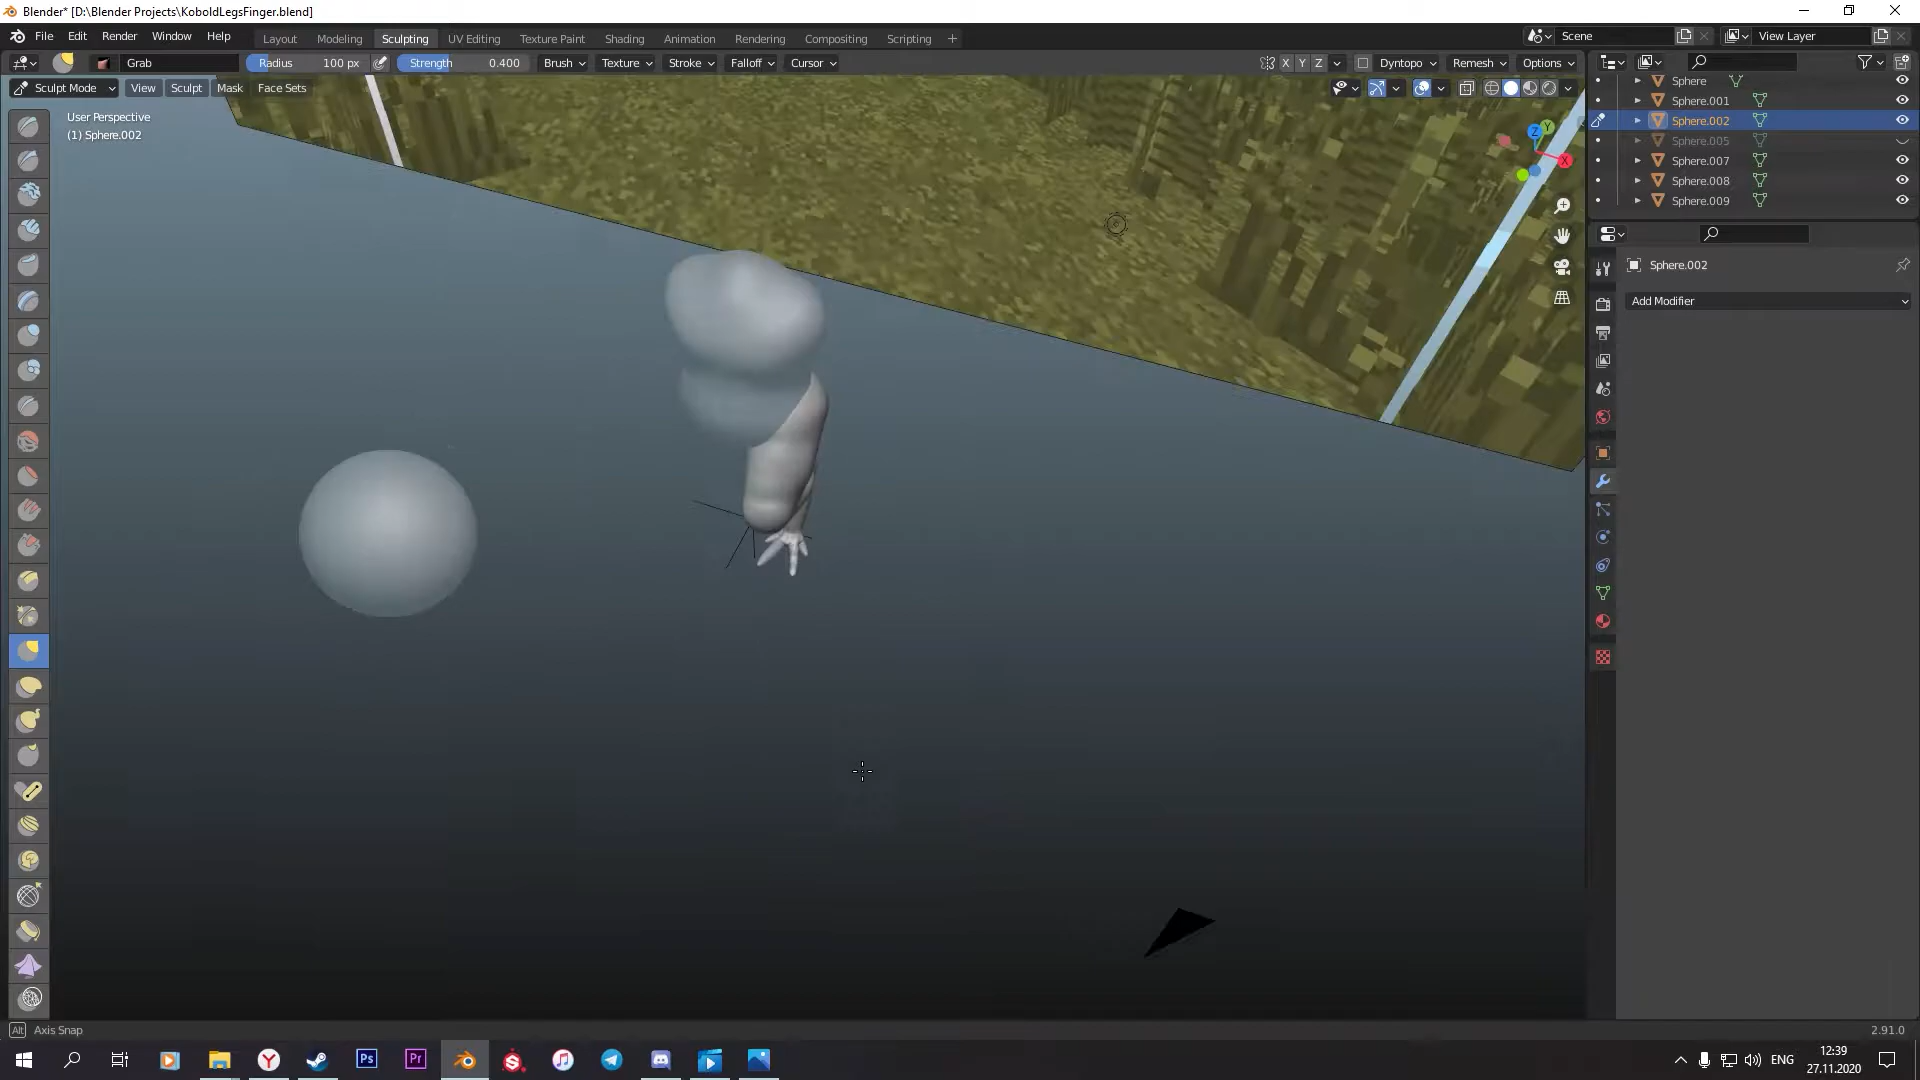 Blender* [D:\Blender Projects\KoboldLegsFinger.blend]
File Edit Render Window Help
Layout Modeling Sculpting UV Editing Texture Paint Shading Animation Rendering Compositing Scripting +
Scene View Layer
Grab Radius 100 px Strength 0.400 Brush Texture Stroke Falloff Cursor X Y Z Dyntopo Remesh Options
Sculpt Mode View Sculpt Mask Face Sets
User Perspective
(1) Sphere.002
Z Y X
Sphere
Sphere.001
Sphere.002
Sphere.005
Sphere.007
Sphere.008
Sphere.009
Sphere.002
Add Modifier
Alt Axis Snap 2.91.0
Y Ps Pr S ENG 12:39
27.11.2020